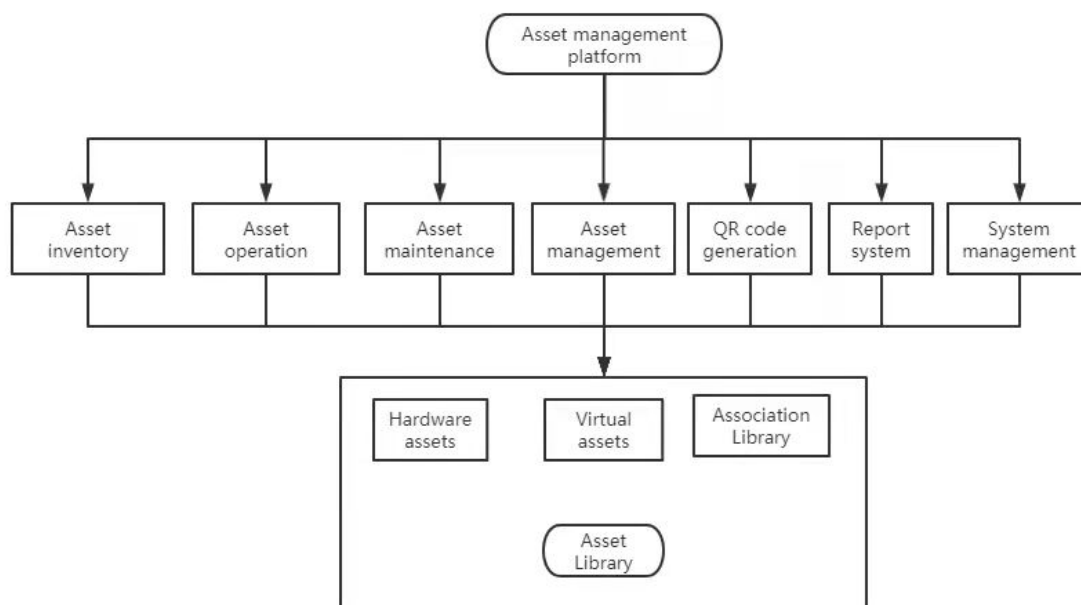 Asset management
platform
Asset
inventory
Asset
operation
Asset
maintenance
Asset
management
QR code
generation
Report
system
System
management
Hardware
assets
Virtual
assets
Association
Library
Asset
Library